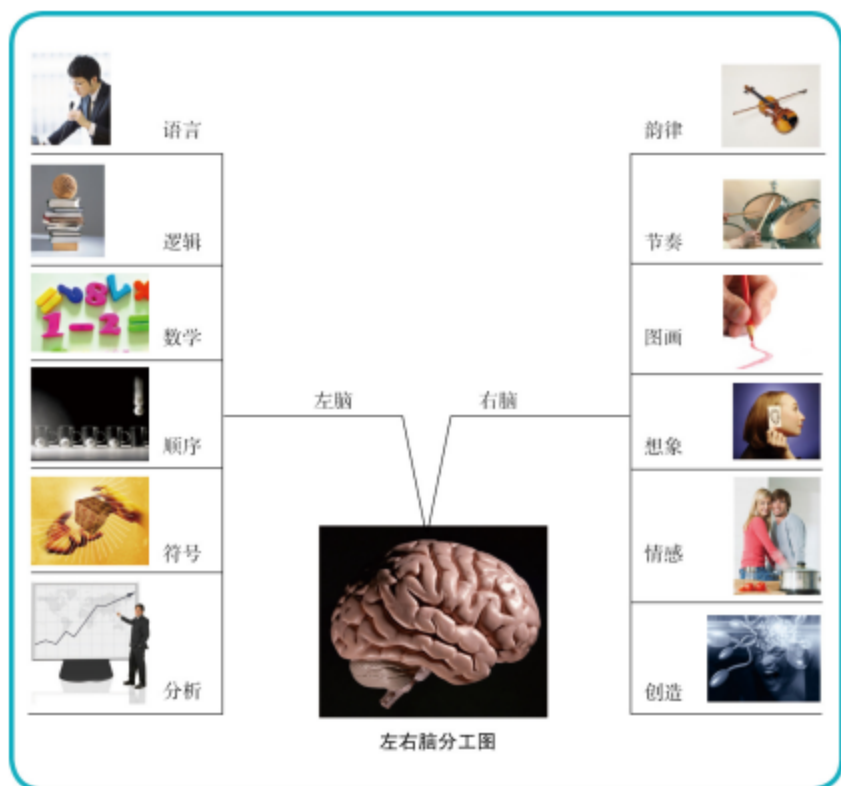 语言
逻辑
数学
顺序
符号
分析
左脑
右脑
韵律
节奏
图画
想象
情感
创造
左右脑分工图